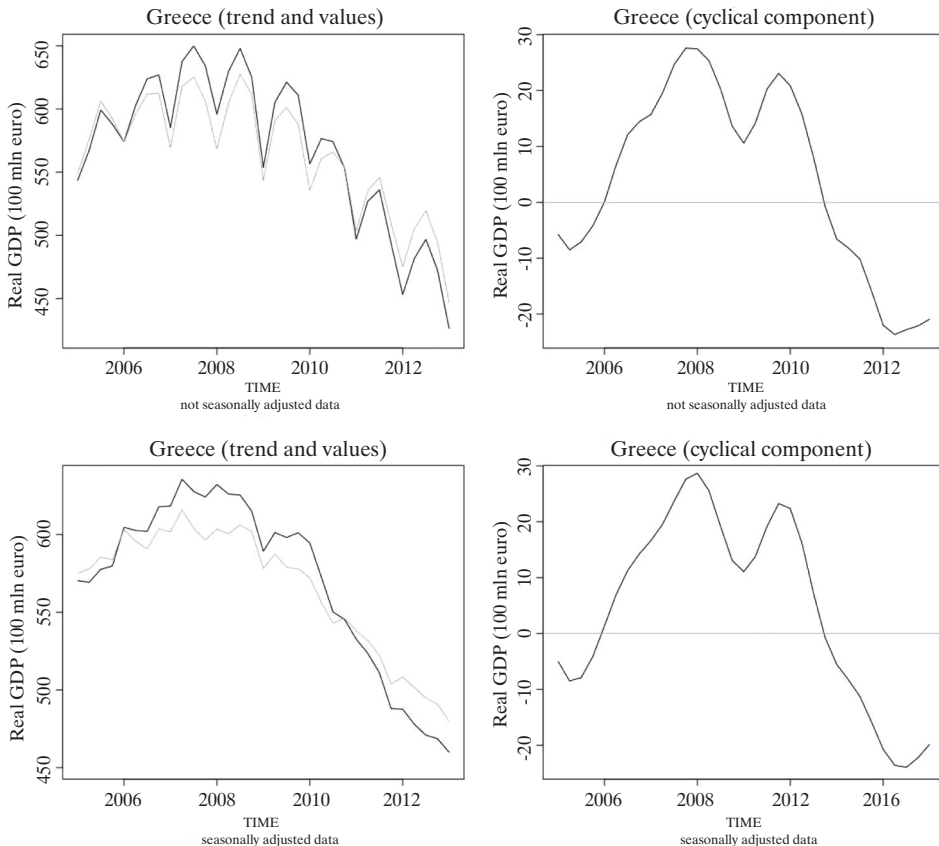 Greece (trend and values)
650
600
550
500
450
Real GDP (100 mln euro)
2006 2008 2010 2012
TIME
not seasonally adjusted data
Greece (cyclical component)
30
20
10
0
-10
-20
Real GDP (100 mln euro)
2006 2008 2010 2012
TIME
not seasonally adjusted data
Greece (trend and values)
600
550
500
450
Real GDP (100 mln euro)
2006 2008 2010 2012
TIME
seasonally adjusted data
Greece (cyclical component)
30
20
10
0
-10
-20
Real GDP (100 mln euro)
2006 2008 2012 2016
TIME
seasonally adjusted data